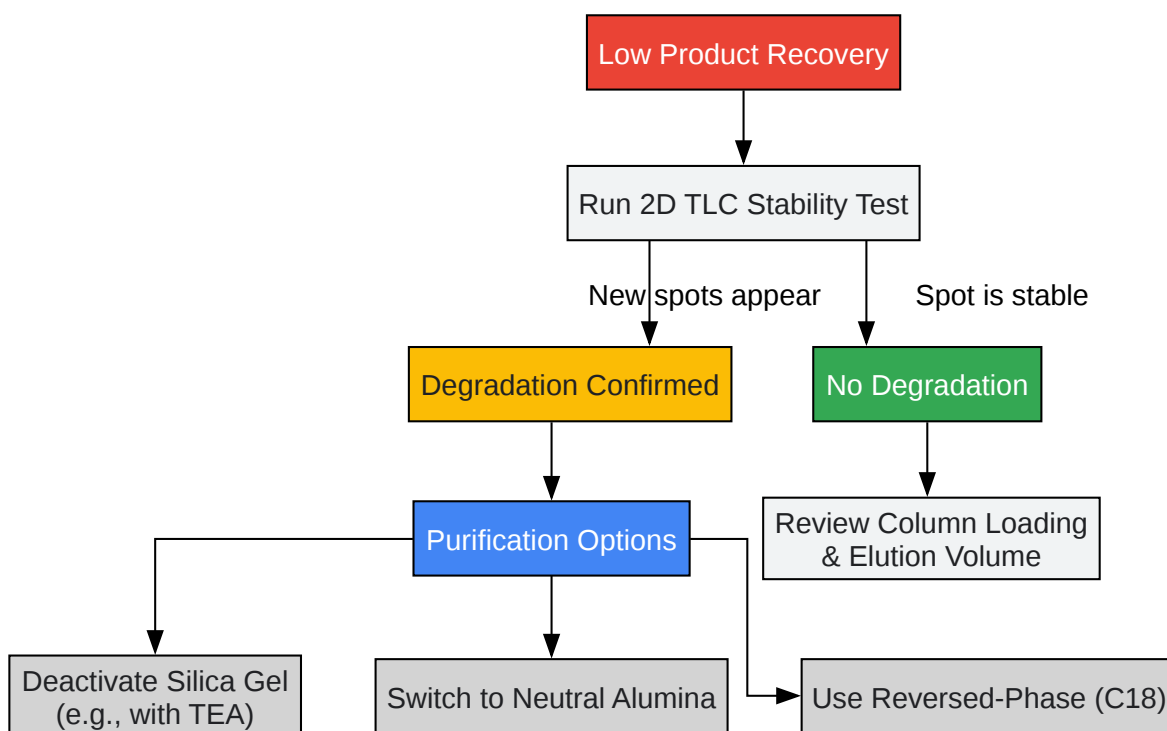 Low Product Recovery
Run 2D TLC Stability Test
New spots appear
Spot is stable
Degradation Confirmed
No Degradation
Purification Options
Review Column Loading
& Elution Volume
Deactivate Silica Gel
(e.g., with TEA)
Switch to Neutral Alumina
Use Reversed-Phase (C18)